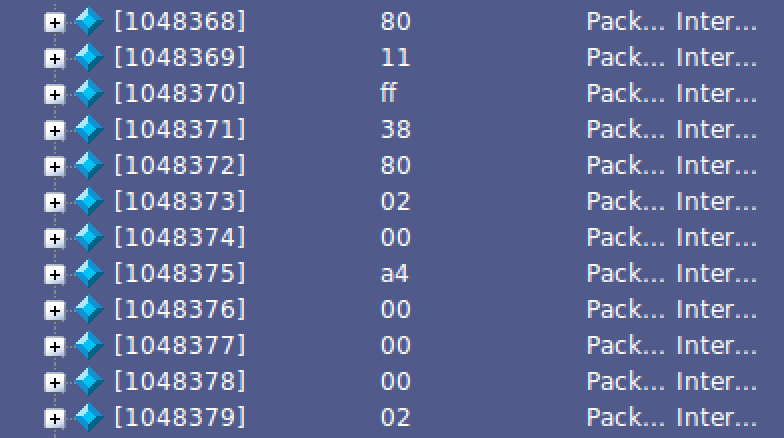 [1048368] 80 Pack... Inter...
[1048369] 11 Pack... Inter...
[1048370] ff Pack... Inter...
[1048371] 38 Pack... Inter...
[1048372] 80 Pack... Inter...
[1048373] 02 Pack... Inter...
[1048374] 00 Pack... Inter...
[1048375] a4 Pack... Inter...
[1048376] 00 Pack... Inter...
[1048377] 00 Pack... Inter...
[1048378] 00 Pack... Inter...
[1048379] 02 Pack... Inter...